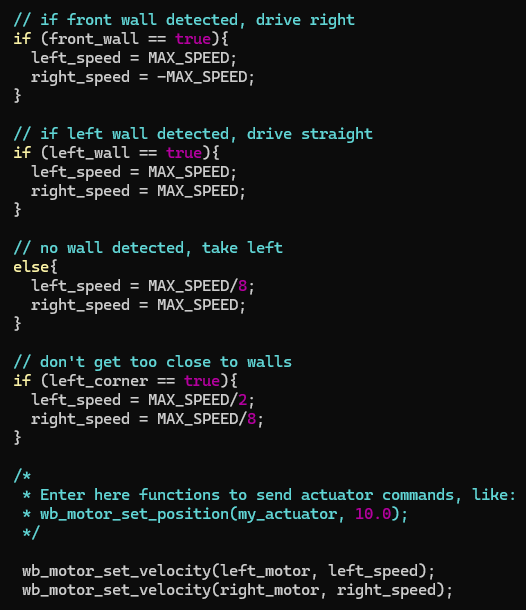 // if front wall detected, drive right
if (front_wall == true){
  left_speed = MAX_SPEED;
  right_speed = -MAX_SPEED;
}

// if left wall detected, drive straight
if (left_wall == true){
  left_speed = MAX_SPEED;
  right_speed = MAX_SPEED;
}

// no wall detected, take left
else{
  left_speed = MAX_SPEED/8;
  right_speed = MAX_SPEED;
}

// don't get too close to walls
if (left_corner == true){
  left_speed = MAX_SPEED/2;
  right_speed = MAX_SPEED/8;
}

/*
 * Enter here functions to send actuator commands, like:
 * wb_motor_set_position(my_actuator, 10.0);
 */

 wb_motor_set_velocity(left_motor, left_speed);
 wb_motor_set_velocity(right_motor, right_speed);